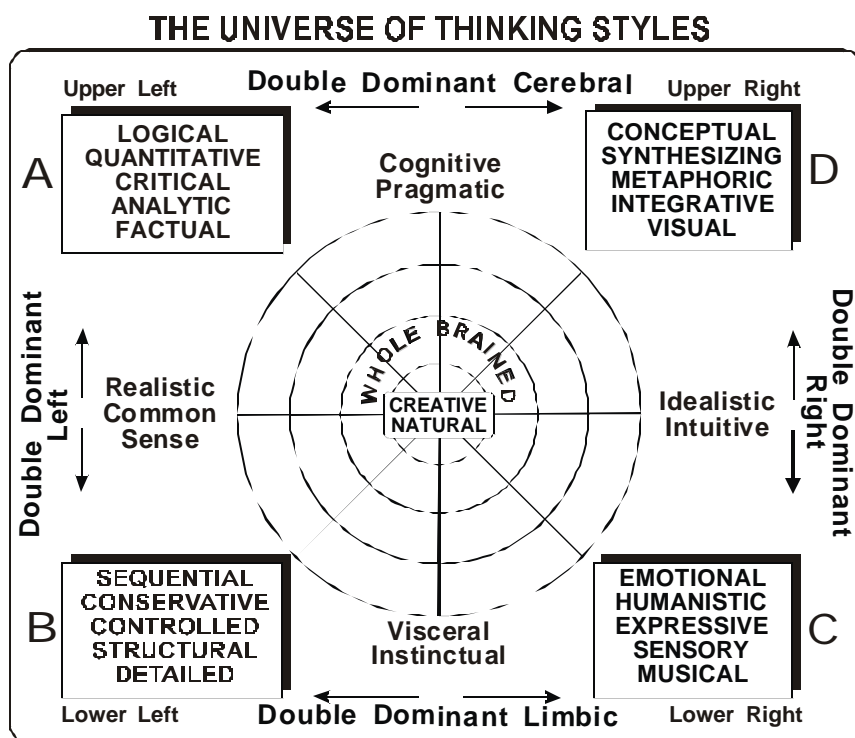 THE UNIVERSE OF THINKING STYLES
Upper Left
Double Dominant Cerebral
Upper Right
A
LOGICAL
QUANTITATIVE
CRITICAL
ANALYTIC
FACTUAL
Cognitive
Pragmatic
CONCEPTUAL
SYNTHESIZING
METAPHORIC
INTEGRATIVE
VISUAL
D
Double Dominant
Left
Realistic
Common
Sense
WHOLE BRAINED
CREATIVE
NATURAL
Idealistic
Intuitive
Double Dominant
Right
B
SEQUENTIAL
CONSERVATIVE
CONTROLLED
STRUCTURAL
DETAILED
Visceral
Instinctual
EMOTIONAL
HUMANISTIC
EXPRESSIVE
SENSORY
MUSICAL
C
Lower Left
Double Dominant Limbic
Lower Right